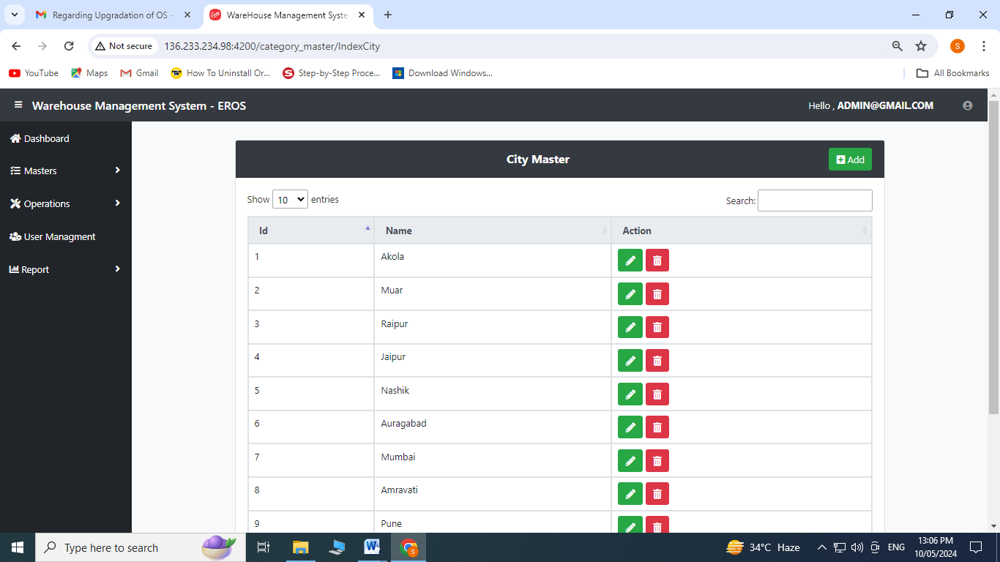 Regarding Upgradation of OS -
WareHouse Management Syste
Not secure
136.233.234.98:4200/category_master/IndexCity
S
YouTube
Maps
Gmail
How To Uninstall Or...
Step-by-Step Proce...
Download Windows...
All Bookmarks
Warehouse Management System - EROS
Hello , ADMIN@GMAIL.COM
Dashboard
Masters
Operations
User Managment
Report
City Master
Add
Show 10 entries
Search:
Id Name Action
1 Akola
2 Muar
3 Raipur
4 Jaipur
5 Nashik
6 Auragabad
7 Mumbai
8 Amravati
9 Pune
Type here to search
34°C Haze
ENG
13:06 PM
10/05/2024